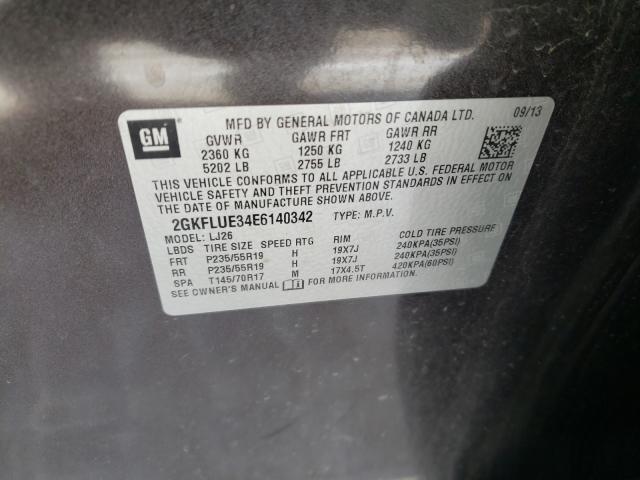 GM
MFD BY GENERAL MOTORS OF CANADA LTD. 09/13
GVWR GAWR FRT GAWR RR
2360 KG 1250 KG 1240 KG
5202 LB 2755 LB 2733 LB
THIS VEHICLE CONFORMS TO ALL APPLICABLE U.S. FEDERAL MOTOR
VEHICLE SAFETY AND THEFT PREVENTION STANDARDS IN EFFECT ON
THE DATE OF MANUFACTURE SHOWN ABOVE.
2GKFLUE34E6140342 TYPE: M.P.V.
MODEL: LJ26
LBDS TIRE SIZE SPEED RTG RIM COLD TIRE PRESSURE
FRT P235/55R19 H 19X7J 240KPA(35PSI)
RR P235/55R19 H 19X7J 240KPA(35PSI)
SPA T145/70R17 M 17X4.5T 420KPA(60PSI)
SEE OWNER'S MANUAL FOR MORE INFORMATION.